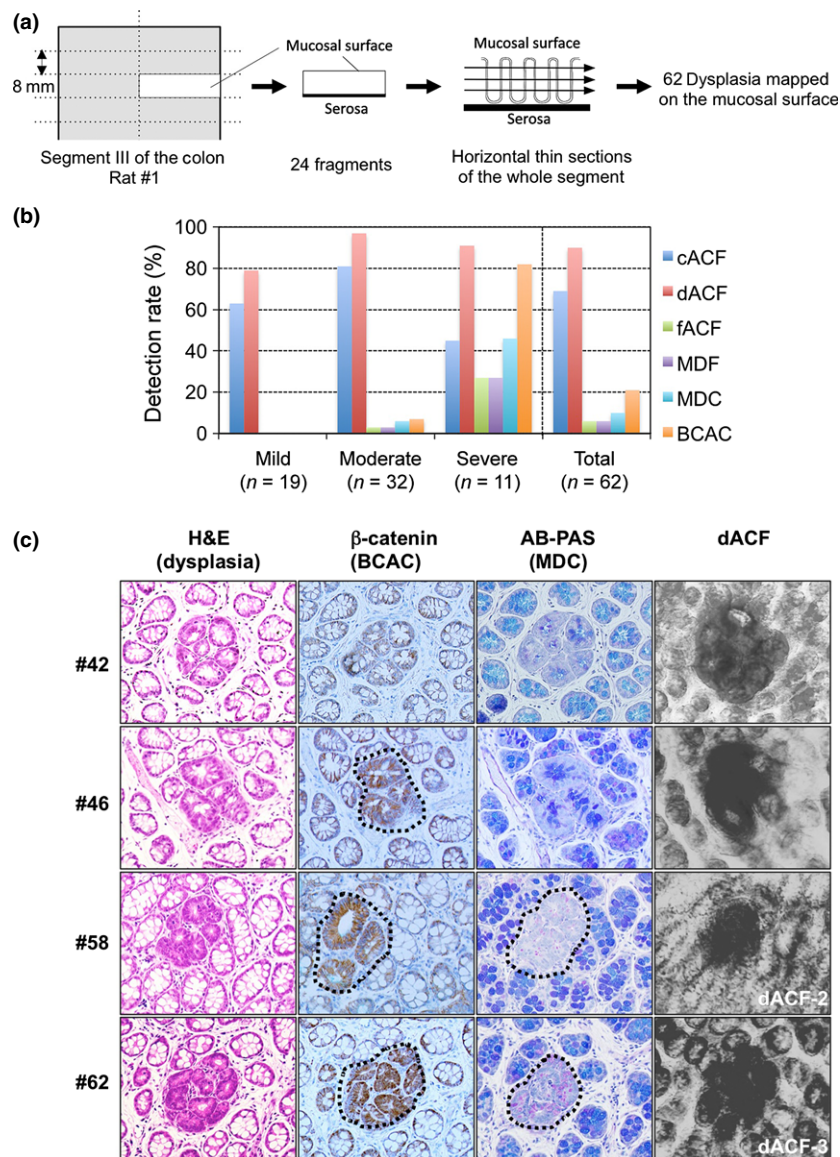 (a)
8 mm
Mucosal surface
Serosa
Mucosal surface
Serosa
62 Dysplasia mapped
on the mucosal surface
Segment III of the colon
Rat #1
24 fragments
Horizontal thin sections
of the whole segment
(b)
Detection rate (%)
100
80
60
40
20
0
Mild
(n = 19)
Moderate
(n = 32)
Severe
(n = 11)
Total
(n = 62)
cACF
dACF
fACF
MDF
MDC
BCAC
(c)
H&E
(dysplasia)
β-catenin
(BCAC)
AB-PAS
(MDC)
dACF
#42
#46
#58
dACF-2
#62
dACF-3